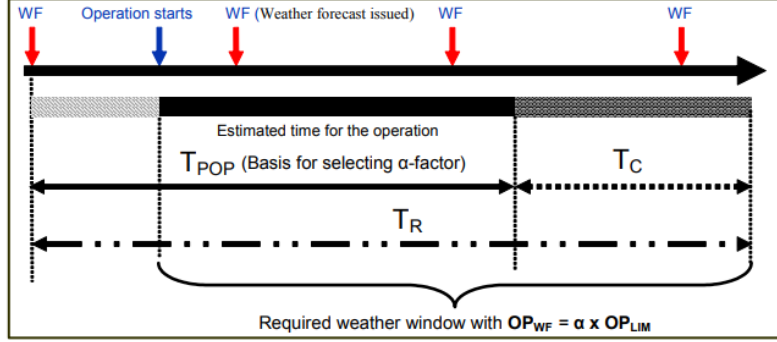 WF Operation starts WF (Weather forecast issued) WF WF
Estimated time for the operation
TPOP (Basis for selecting α-factor) TC
TR
Required weather window with OPWF = α x OPLIM